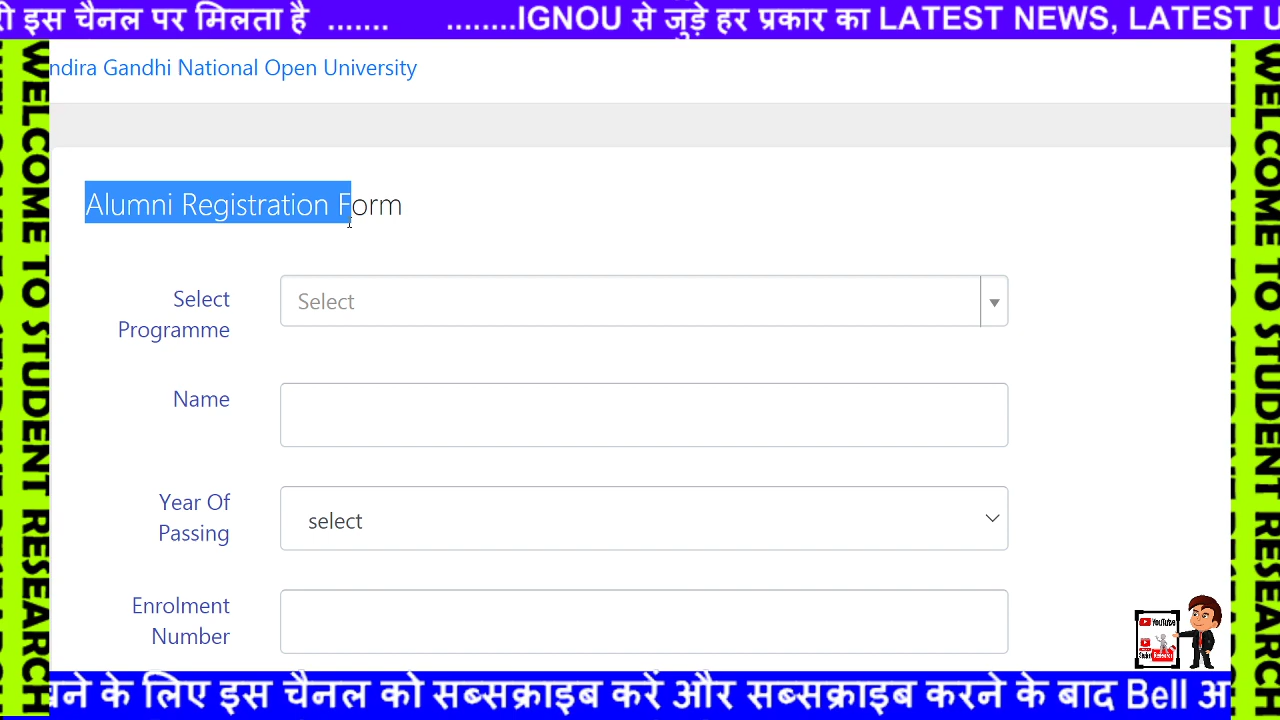 इस चैनल पर मिलता है ....... ........IGNOU से जुड़े हर प्रकार का LATEST NEWS, LATEST
ndira Gandhi National Open University
Alumni Registration Form
Select
Programme
Select
Name
Year Of
Passing
select
Enrolment
Number
WELCOME TO STUDENT RESEARCH
WELCOME TO STUDENT RESEARCH
YouTube
के लिए इस चैनल को सब्सक्राइब करें और सब्सक्राइब करने के बाद Bell